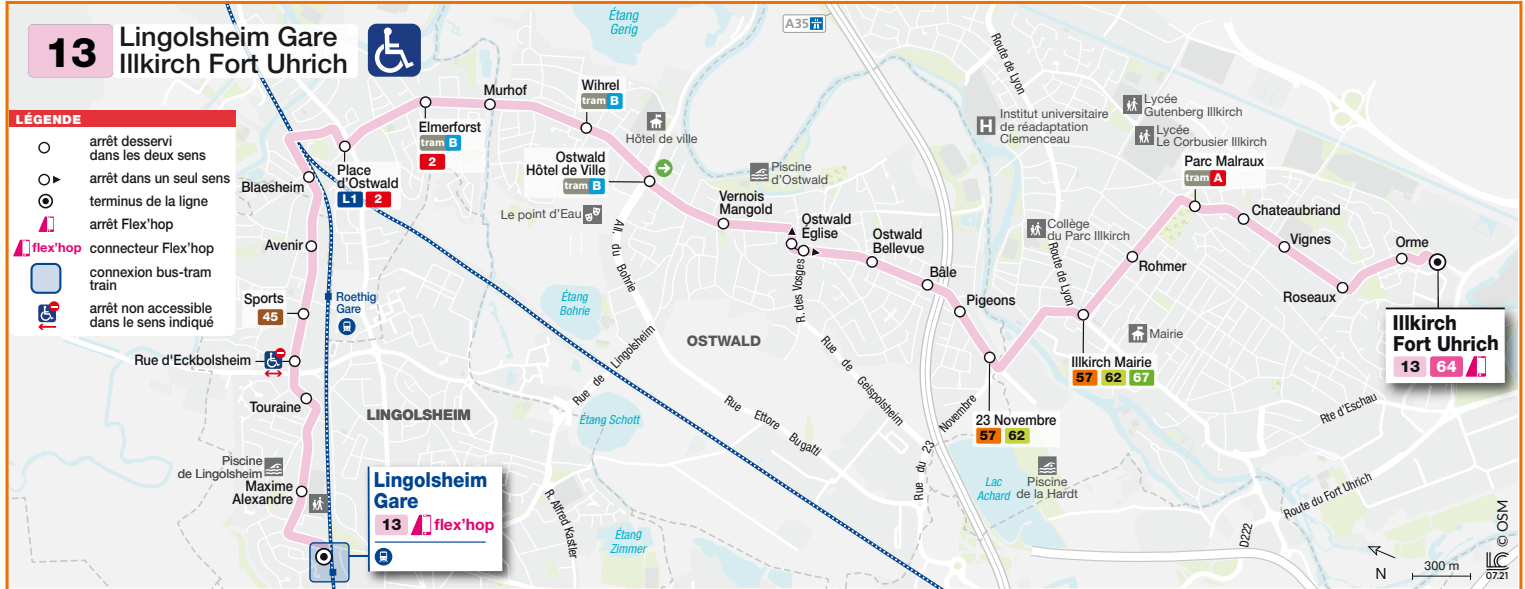 13
Lingolsheim Gare
Illkirch Fort Uhrich
LÉGENDE
arrêt desservi
dans les deux sens
arrêt dans un seul sens
terminus de la ligne
arrêt Flex'hop
flex'hop connecteur Flex'hop
connexion bus-tram
train
arrêt non accessible
dans le sens indiqué
Étang
Gerig
A35
Blaesheim
Avenir
Sports
45
Roethig
Gare
Rue d'Eckbolsheim
Touraine
LINGOLSHEIM
Piscine
de Lingolsheim
Maxime
Alexandre
Lingolsheim
Gare
13 flex'hop
Place
d'Ostwald
L1 2
Elmerforst
tram B
2
Murhof
Wihrel
tram B
Hôtel de ville
Ostwald
Hôtel de Ville
tram B
Le point d'Eau
All. du Bohrie
Étang
Bohrie
Rue de Lingolsheim
Étang Schott
R. Alfred Kastler
Étang
Zimmer
Vernois
Mangold
Piscine
d'Ostwald
Ostwald
Église
R. des Vosges
OSTWALD
Rue de Geispolsheim
Rue Ettore Bugatti
Ostwald
Bellevue
Bâle
Pigeons
23 Novembre
57 62
Rue du 23 Novembre
Lac
Achard
Piscine
de la Hardt
Route de Lyon
H
Institut universitaire
de réadaptation
Clemenceau
Lycée
Gutenberg Illkirch
Lycée
Le Corbusier Illkirch
Collège
du Parc Illkirch
Route de Lyon
Illkirch Mairie
57 62 67
Mairie
Rohmer
Parc Malraux
tram A
Chateaubriand
Vignes
Roseaux
Orme
Illkirch
Fort Uhrich
13 64
Rte d'Eschau
Route du Fort Uhrich
D222
N
300 m
© OSM
LC
07.21